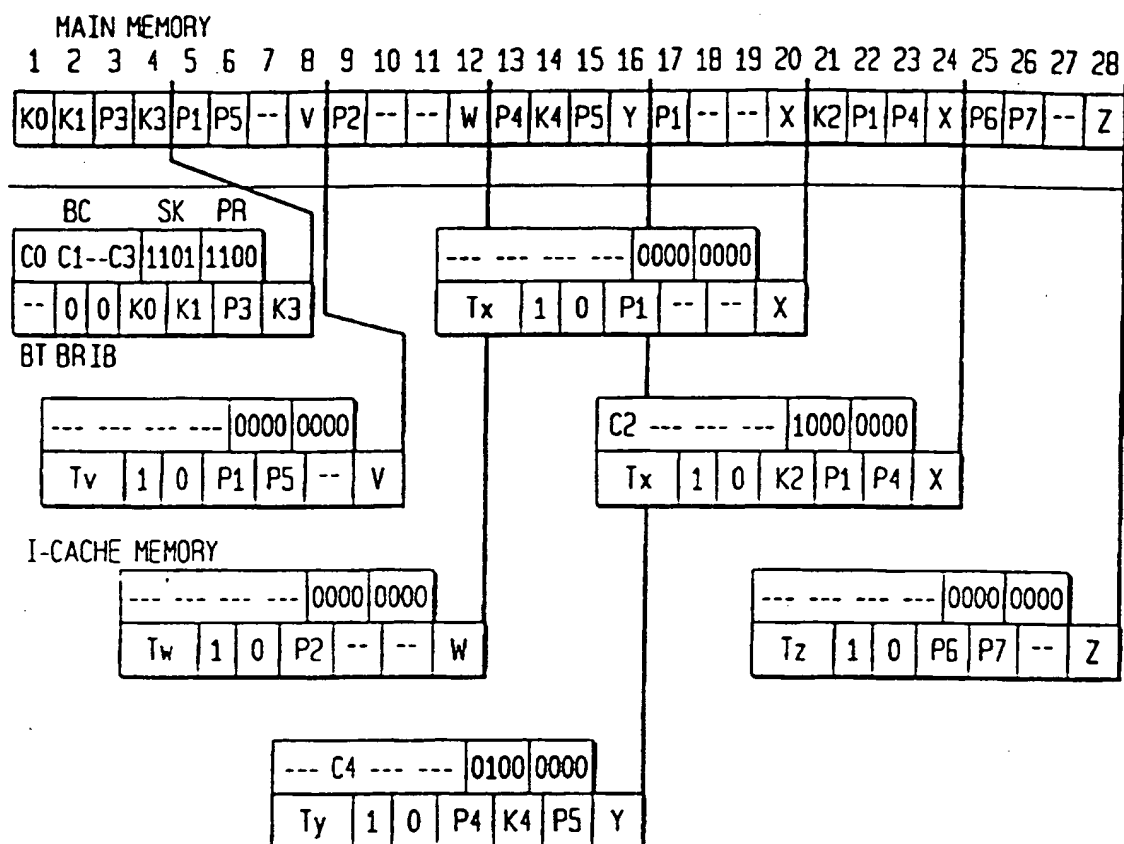 MAIN MEMORY
1 2 3 4 5 6 7 8 9 10 11 12 13 14 15 16 17 18 19 20 21 22 23 24 25 26 27 28
K0 K1 P3 K3 P1 P5 -- V P2 -- -- W P4 K4 P5 Y P1 -- -- X K2 P1 P4 X P6 P7 -- Z
BC SK PR
C0 C1--C3 1101 1100
-- 0 0 K0 K1 P3 K3
BT BR IB
--- --- --- --- 0000 0000
Tx 1 0 P1 -- -- X
--- --- --- --- 0000 0000
Tv 1 0 P1 P5 -- V
C2 --- --- --- 1000 0000
Tx 1 0 K2 P1 P4 X
I-CACHE MEMORY
--- --- --- --- 0000 0000
Tw 1 0 P2 -- -- W
--- --- --- --- 0000 0000
Tz 1 0 P6 P7 -- Z
--- C4 --- --- 0100 0000
Ty 1 0 P4 K4 P5 Y